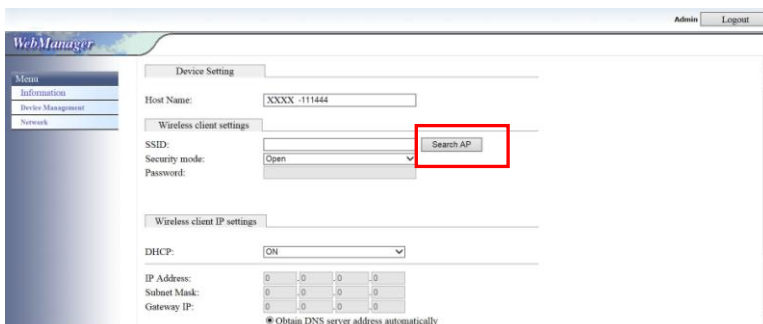 Admin Logout
WebManager
Menu
Information
Device Management
Network
Device Setting
Host Name: XXXX -111444
Wireless client settings
SSID: Search AP
Security mode: Open
Password:
Wireless client IP settings
DHCP: ON
IP Address: 0 .0 .0 .0
Subnet Mask: 0 .0 .0 .0
Gateway IP: 0 .0 .0 .0
Obtain DNS server address automatically